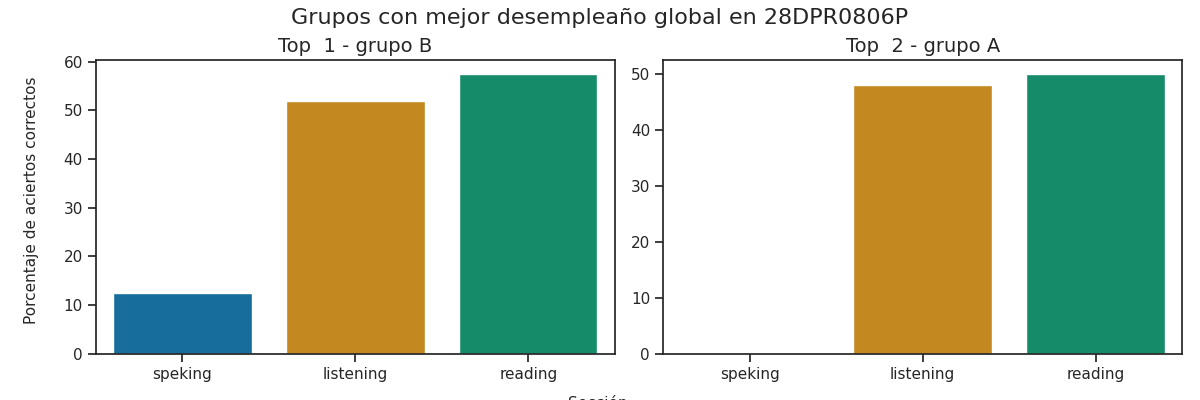 Grupos con mejor desempleaño global en 28DPR0806P
Top  1 - grupo B
Top  2 - grupo A
Porcentaje de aciertos correctos
60
50
40
30
20
10
0
50
40
30
20
10
0
speking listening reading
speking listening reading
Sección